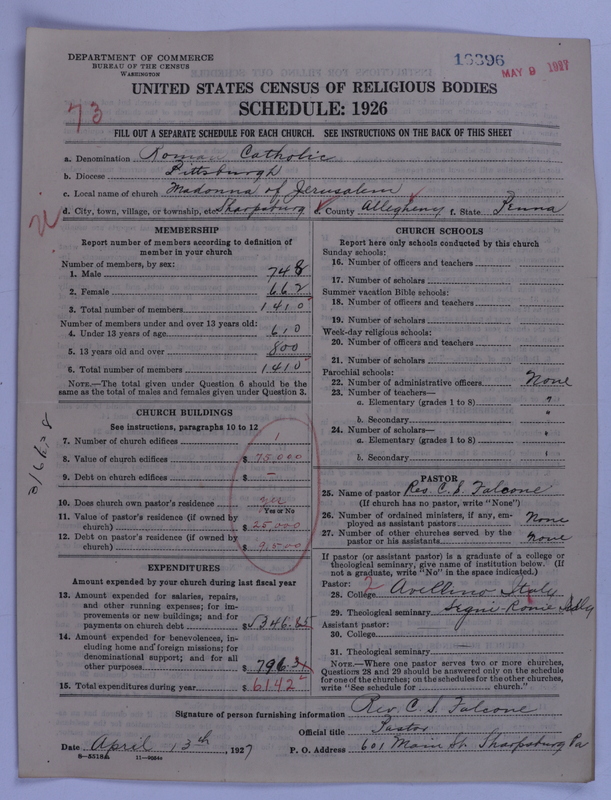 DEPARTMENT OF COMMERCE
BUREAU OF THE CENSUS
WASHINGTON
16396
MAY 9 1927
UNITED STATES CENSUS OF RELIGIOUS BODIES
SCHEDULE: 1926
73
FILL OUT A SEPARATE SCHEDULE FOR EACH CHURCH. SEE INSTRUCTIONS ON THE BACK OF THIS SHEET
a. Denomination Roman Catholic
b. Diocese Pittsburgh
c. Local name of church Madonna of Jerusalem
d. City, town, village, or township, etc. Sharpsburg e. County Allegheny f. State Penna
MEMBERSHIP
Report number of members according to definition of
member in your church
Number of members, by sex:
1. Male 748
2. Female 662
3. Total number of members 1410
Number of members under and over 13 years old:
4. Under 13 years of age 610
5. 13 years old and over 800
6. Total number of members 1410
NOTE.—The total given under Question 6 should be the
same as the total of males and females given under Question 3.
CHURCH BUILDINGS
See instructions, paragraphs 10 to 12
7. Number of church edifices 1
8. Value of church edifices $ 75,000
9. Debt on church edifices $ —
10. Does church own pastor's residence yes
Yes or No
11. Value of pastor's residence (if owned by
church) $ 25,000
12. Debt on pastor's residence (if owned by
church) $ 9,500
EXPENDITURES
Amount expended by your church during last fiscal year
13. Amount expended for salaries, repairs,
and other running expenses; for im-
provements or new buildings; and for
payments on church debt $ 5346.85
14. Amount expended for benevolences, in-
cluding home and foreign missions; for
denominational support; and for all
other purposes $
15. Total expenditures during year $ 6142
CHURCH SCHOOLS
Report here only schools conducted by this church
Sunday schools:
16. Number of officers and teachers
17. Number of scholars
Summer vacation Bible schools:
18. Number of officers and teachers
19. Number of scholars
Week-day religious schools:
20. Number of officers and teachers
21. Number of scholars
Parochial schools:
22. Number of administrative officers None
23. Number of teachers—
a. Elementary (grades 1 to 8) "
b. Secondary "
24. Number of scholars—
a. Elementary (grades 1 to 8)
b. Secondary
PASTOR
25. Name of pastor Rev. C. S. Falcone
(If church has no pastor, write "None")
26. Number of ordained ministers, if any, em-
ployed as assistant pastors None
27. Number of other churches served by the
pastor or his assistants none
If pastor (or assistant pastor) is a graduate of a college or
theological seminary, give name of institution below. (If
not a graduate, write "No" in the space indicated.)
Pastor: 2
28. College Avellino Italy
29. Theological seminary Segni-Rome Italy
Assistant pastor:
30. College
31. Theological seminary
NOTE.—Where one pastor serves two or more churches,
Questions 28 and 29 should be answered only on the schedule
for one of the churches; on the schedules for the other churches,
write "See schedule for church."
Signature of person furnishing information Rev. C. S. Falcone
Official title Pastor
Date April 13th, 1927 P. O. Address 601 Main St. Sharpsburg Pa